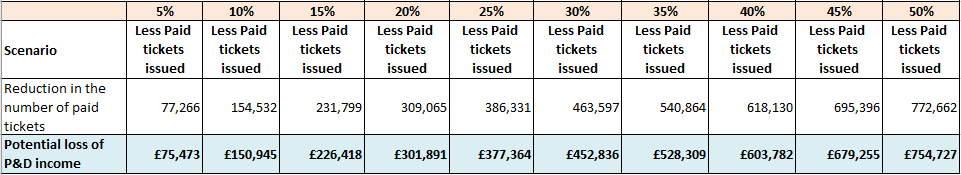 5% 10% 15% 20% 25% 30% 35% 40% 45% 50%
Scenario Less Paid tickets issued Less Paid tickets issued Less Paid tickets issued Less Paid tickets issued Less Paid tickets issued Less Paid tickets issued Less Paid tickets issued Less Paid tickets issued Less Paid tickets issued Less Paid tickets issued
Reduction in the number of paid tickets 77,266 154,532 231,799 309,065 386,331 463,597 540,864 618,130 695,396 772,662
Potential loss of P&D income £75,473 £150,945 £226,418 £301,891 £377,364 £452,836 £528,309 £603,782 £679,255 £754,727